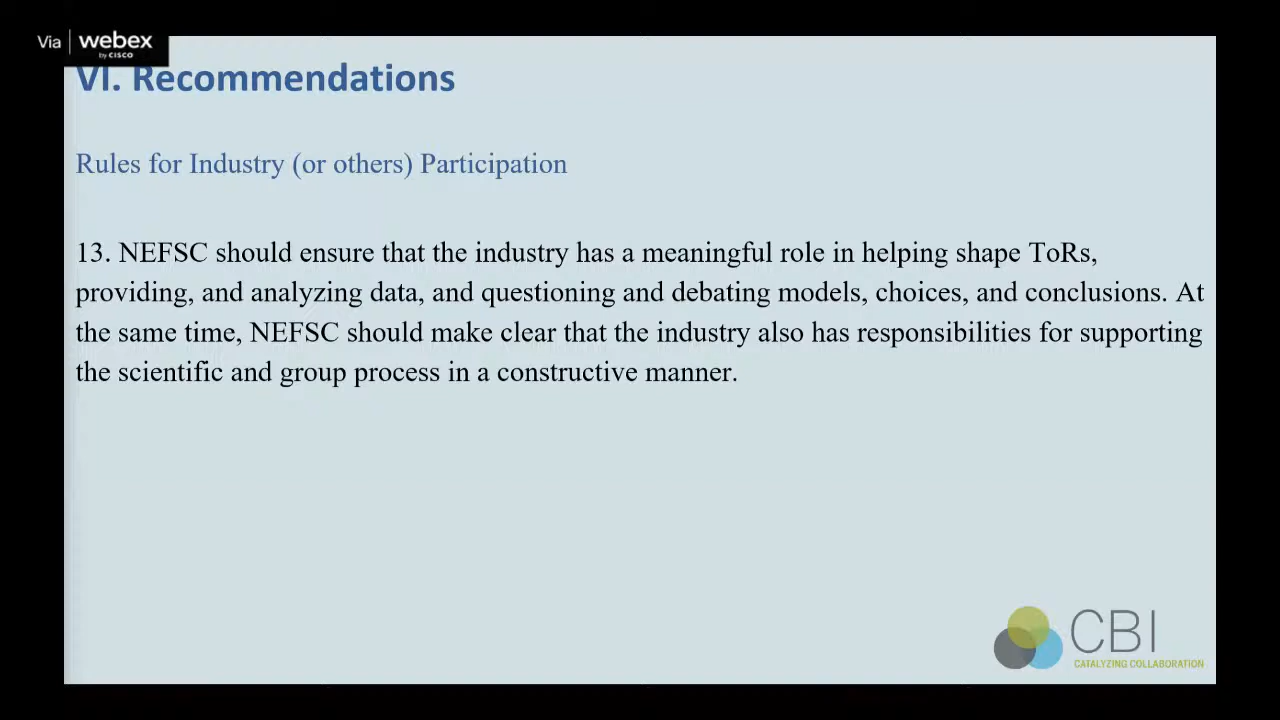 Via webex
by CISCO
VI. Recommendations
Rules for Industry (or others) Participation
13. NEFSC should ensure that the industry has a meaningful role in helping shape ToRs,
providing, and analyzing data, and questioning and debating models, choices, and conclusions. At
the same time, NEFSC should make clear that the industry also has responsibilities for supporting
the scientific and group process in a constructive manner.
CBI
CATALYZING COLLABORATION